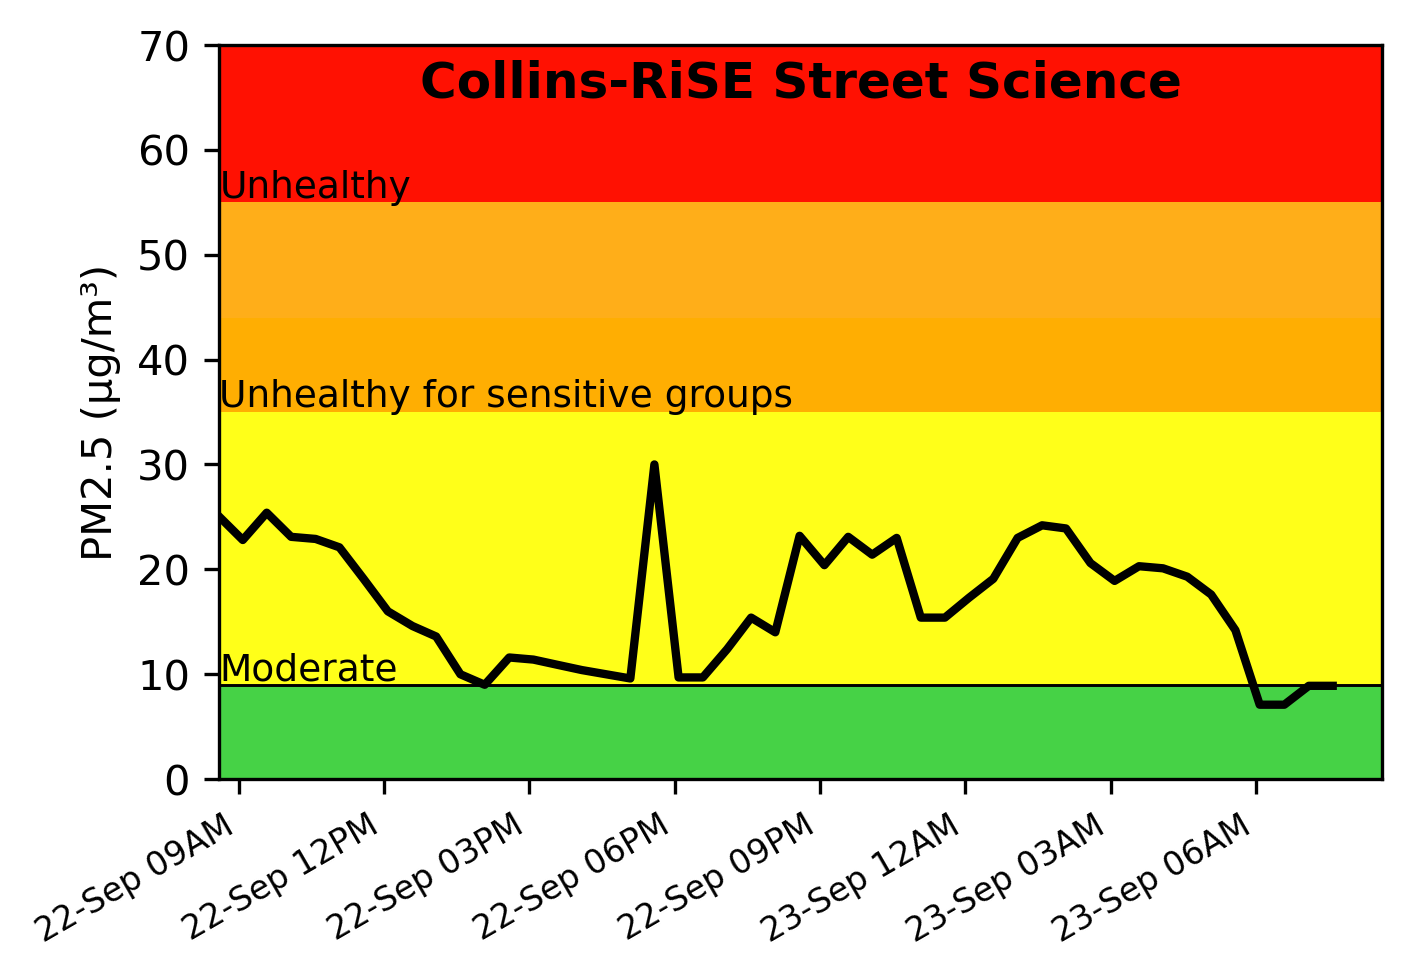 Collins-RiSE Street Science
PM2.5 (µg/m³)
70
60
Unhealthy
50
40
Unhealthy for sensitive groups
30
20
10
Moderate
0
22-Sep 09AM
22-Sep 12PM
22-Sep 03PM
22-Sep 06PM
22-Sep 09PM
23-Sep 12AM
23-Sep 03AM
23-Sep 06AM